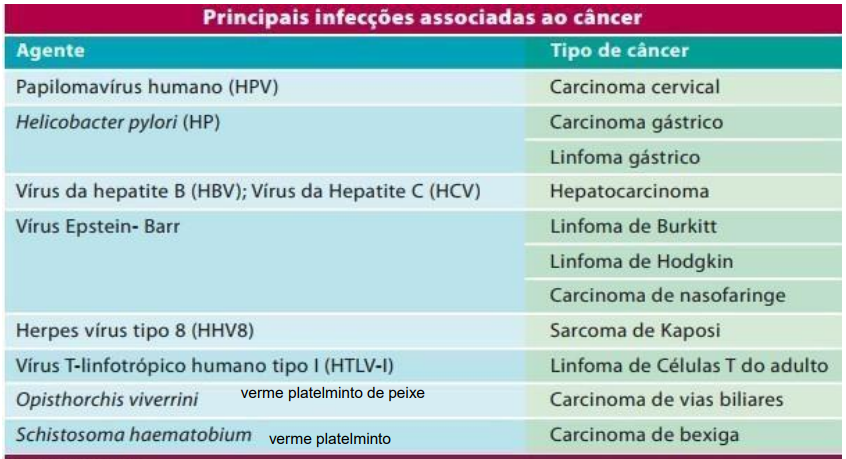 Principais infecções associadas ao câncer
Agente Tipo de câncer
Papilomavírus humano (HPV) Carcinoma cervical
Helicobacter pylori (HP) Carcinoma gástrico
Linfoma gástrico
Vírus da hepatite B (HBV); Vírus da Hepatite C (HCV) Hepatocarcinoma
Vírus Epstein- Barr Linfoma de Burkitt
Linfoma de Hodgkin
Carcinoma de nasofaringe
Herpes vírus tipo 8 (HHV8) Sarcoma de Kaposi
Vírus T-linfotrópico humano tipo I (HTLV-I) Linfoma de Células T do adulto
Opisthorchis viverrini verme platelminto de peixe Carcinoma de vias biliares
Schistosoma haematobium verme platelminto Carcinoma de bexiga